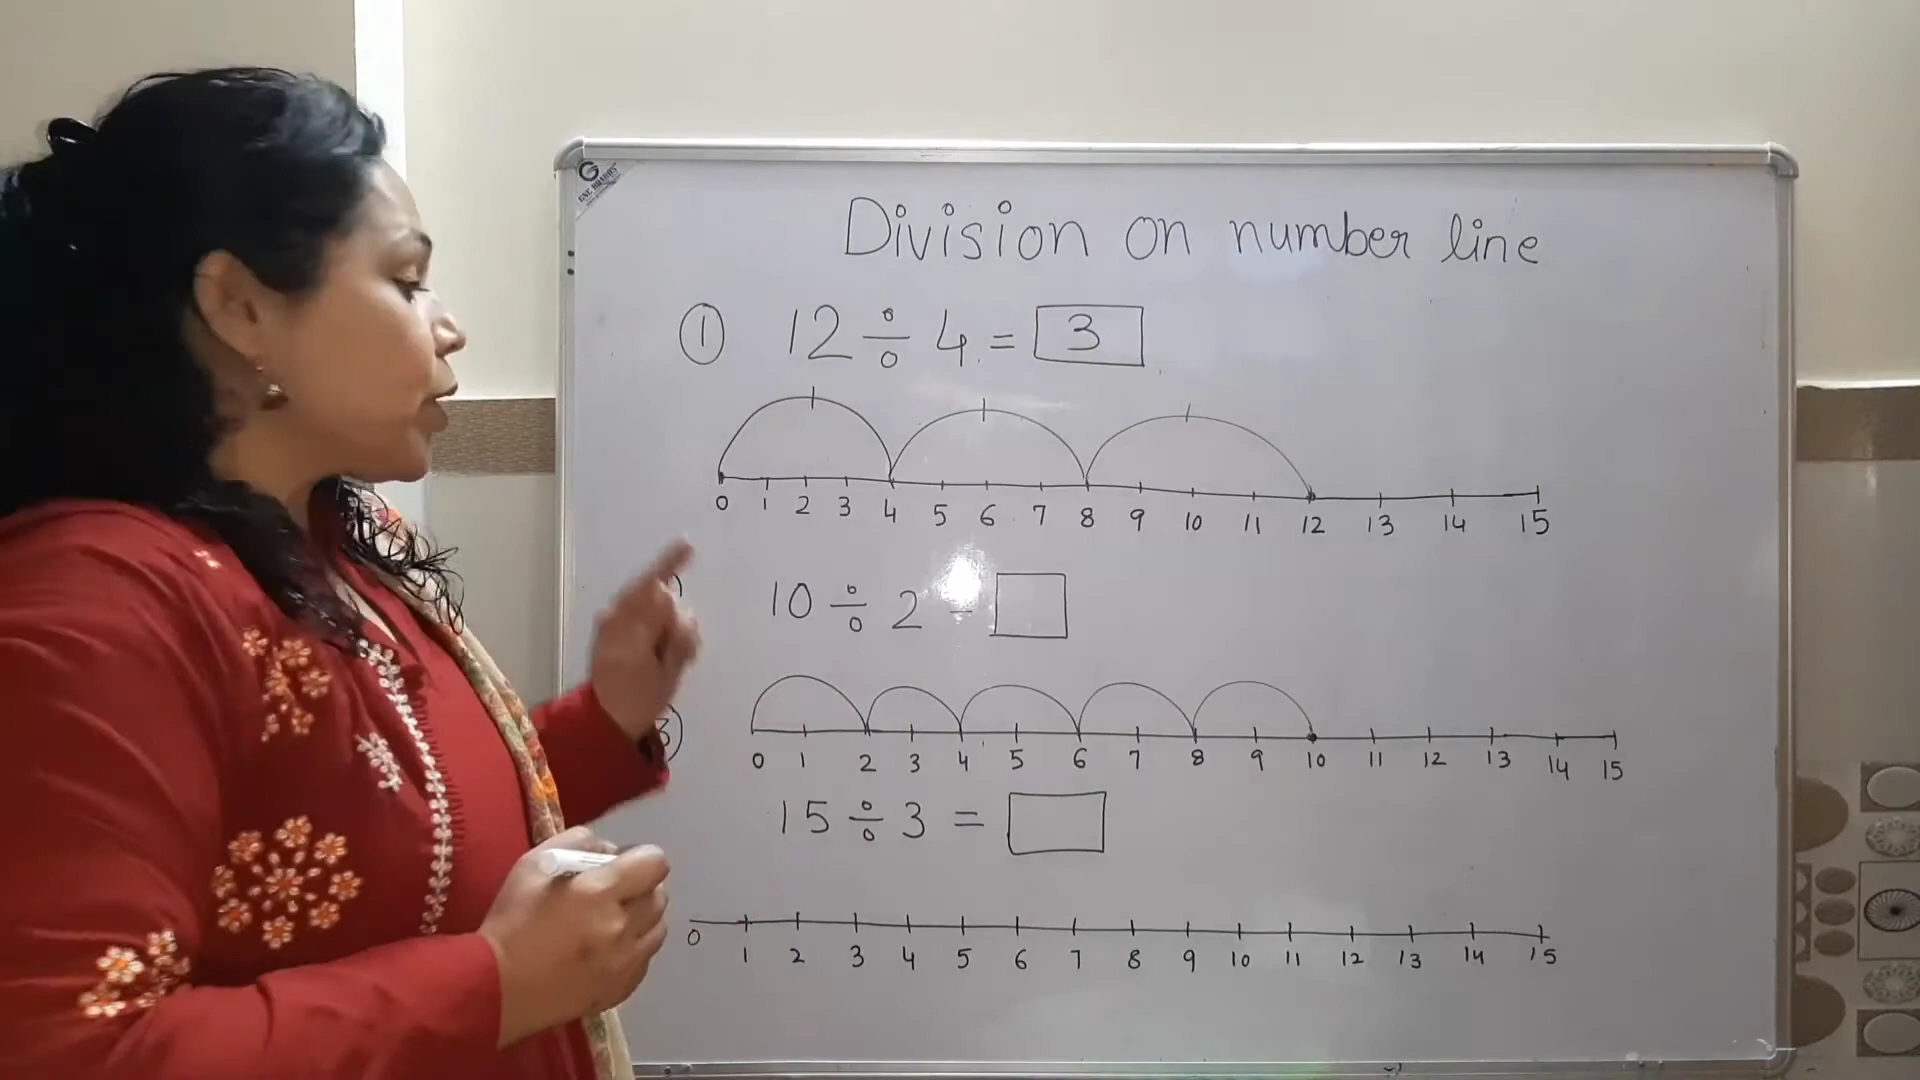 Division on number line
① 12 ÷ 4 = 3
0 1 2 3 4 5 6 7 8 9 10 11 12 13 14 15
10 ÷ 2 =
0 1 2 3 4 5 6 7 8 9 10 11 12 13 14 15
15 ÷ 3 =
0 1 2 3 4 5 6 7 8 9 10 11 12 13 14 15